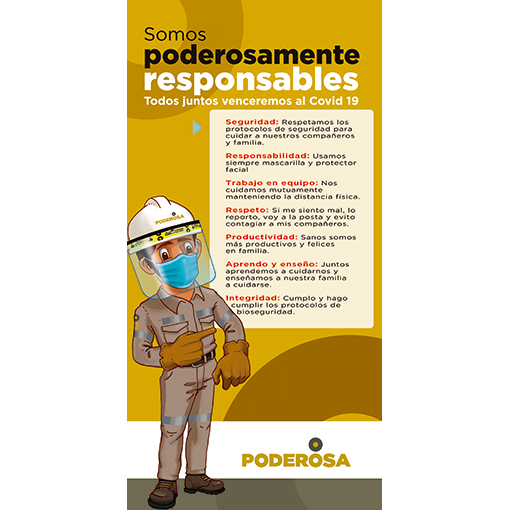 Somos
poderosamente
responsables
Todos juntos venceremos al Covid 19
Seguridad: Respetamos los
protocolos de seguridad para
cuidar a nuestros compañeros
y familia.
Responsabilidad: Usamos
siempre mascarilla y protector
facial
Trabajo en equipo: Nos
cuidamos mutuamente
manteniendo la distancia física.
Respeto: Si me siento mal, lo
reporto, voy a la posta y evito
contagiar a mis compañeros.
Productividad: Sanos somos
más productivos y felices
en familia.
Aprendo y enseño: Juntos
aprendemos a cuidarnos y
enseñamos a nuestra familia
a cuidarse.
Integridad: Cumplo y hago
cumplir los protocolos de
bioseguridad.
PODEROSA
PODEROSA